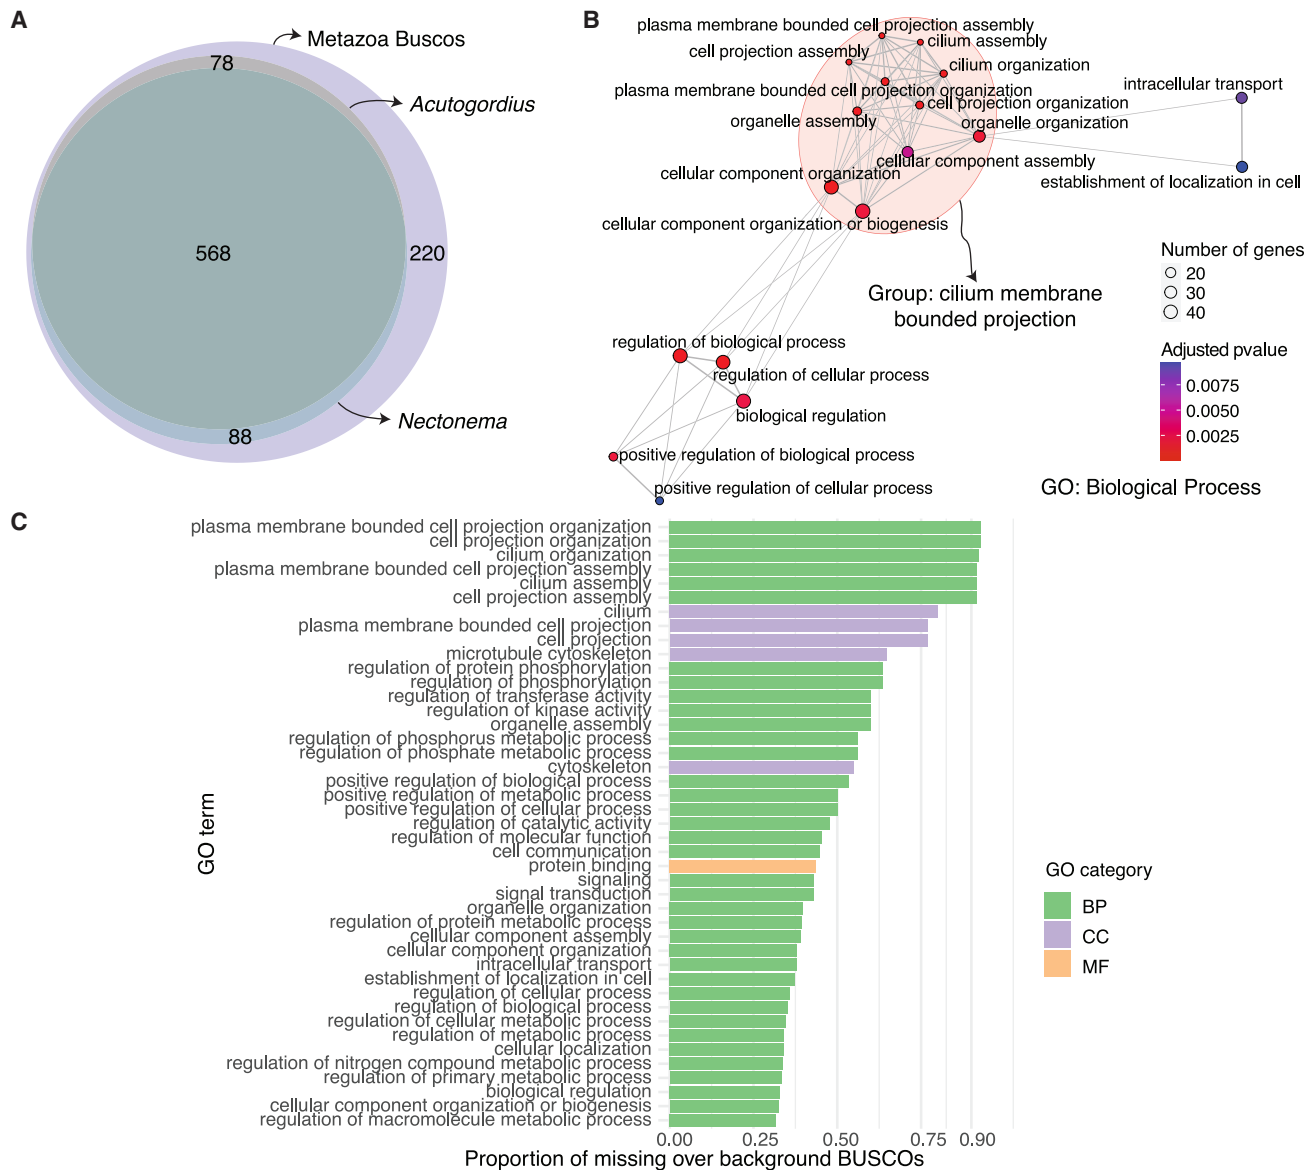 A
Metazoa Buscos
78
Acutogordius
568
220
Nectonema
88
B
plasma membrane bounded cell projection assembly
cilium assembly
cell projection assembly
cilium organization
intracellular transport
plasma membrane bounded cell projection organization
cell projection organization
organelle assembly
organelle organization
cellular component assembly
cellular component organization
establishment of localization in cell
cellular component organization or biogenesis
Group: cilium membrane
bounded projection
Number of genes
20
30
40
regulation of biological process
regulation of cellular process
biological regulation
Adjusted pvalue
0.0075
0.0050
0.0025
positive regulation of biological process
positive regulation of cellular process
GO: Biological Process
C
plasma membrane bounded cell projection organization
cell projection organization
cilium organization
plasma membrane bounded cell projection assembly
cilium assembly
cell projection assembly
cilium
plasma membrane bounded cell projection
cell projection
microtubule cytoskeleton
regulation of protein phosphorylation
regulation of phosphorylation
regulation of transferase activity
regulation of kinase activity
organelle assembly
regulation of phosphorus metabolic process
regulation of phosphate metabolic process
cytoskeleton
positive regulation of biological process
positive regulation of metabolic process
positive regulation of cellular process
regulation of catalytic activity
regulation of molecular function
cell communication
protein binding
signaling
signal transduction
organelle organization
regulation of protein metabolic process
cellular component assembly
cellular component organization
intracellular transport
establishment of localization in cell
regulation of cellular process
regulation of biological process
regulation of cellular metabolic process
regulation of metabolic process
cellular localization
regulation of nitrogen compound metabolic process
regulation of primary metabolic process
biological regulation
cellular component organization or biogenesis
regulation of macromolecule metabolic process
GO term
0.00 0.25 0.50 0.75 0.90
Proportion of missing over background BUSCOs
GO category
BP
CC
MF